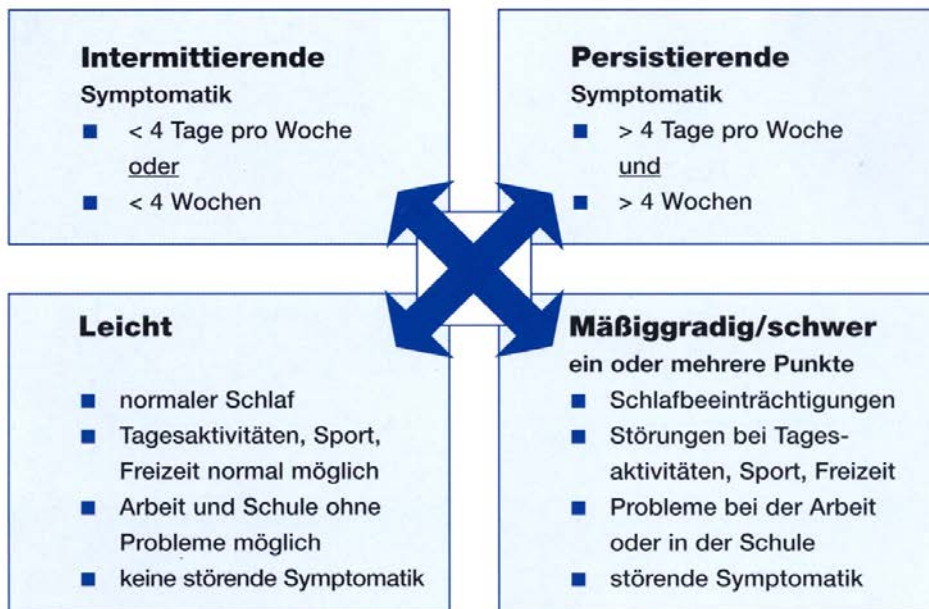 Intermittierende
Symptomatik
■ < 4 Tage pro Woche
oder
■ < 4 Wochen
Persistierende
Symptomatik
■ > 4 Tage pro Woche
und
■ > 4 Wochen
Leicht
■ normaler Schlaf
■ Tagesaktivitäten, Sport,
Freizeit normal möglich
■ Arbeit und Schule ohne
Probleme möglich
■ keine störende Symptomatik
Mäßiggradig/schwer
ein oder mehrere Punkte
■ Schlafbeeinträchtigungen
■ Störungen bei Tages-
aktivitäten, Sport, Freizeit
■ Probleme bei der Arbeit
oder in der Schule
■ störende Symptomatik